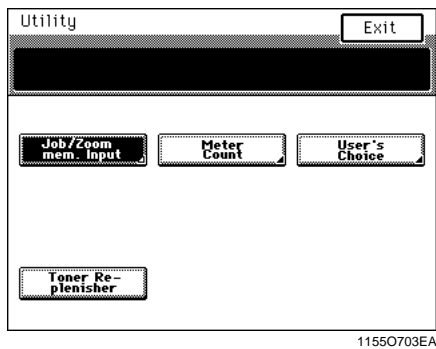 Utility
Exit
Job/Zoom
mem. Input
Meter
Count
User's
Choice
Toner Re-
plenisher
1155O703EA